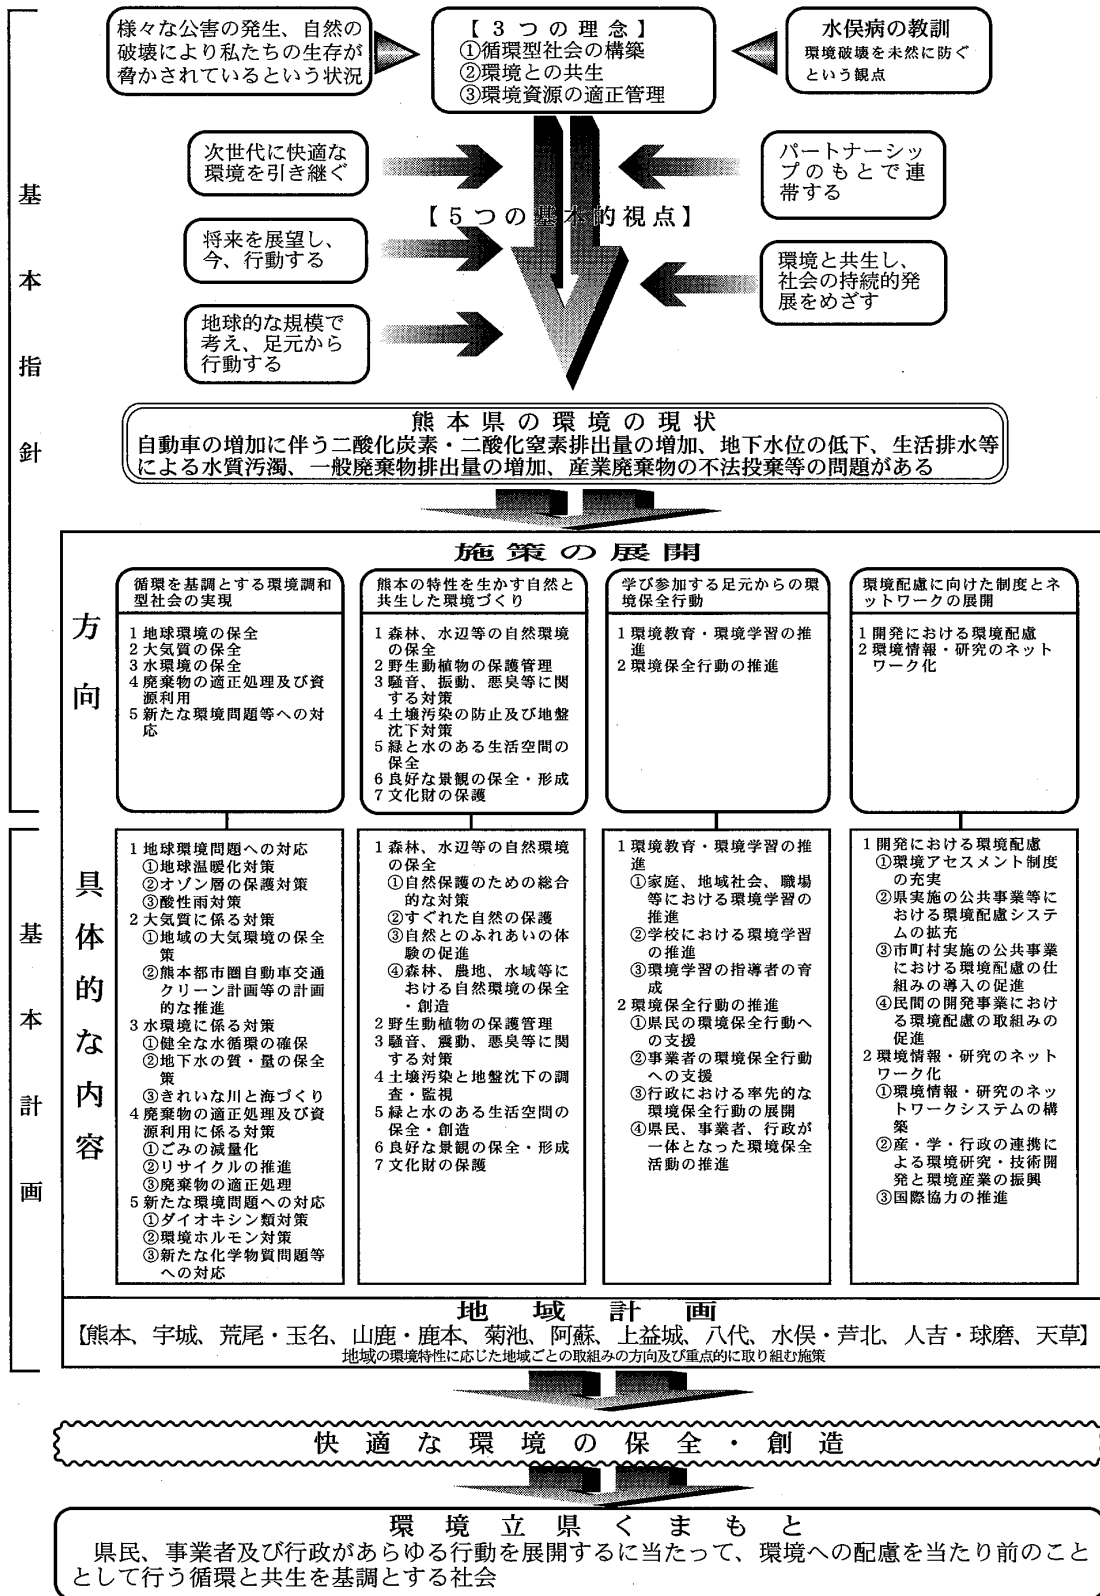 様々な公害の発生、自然の
破壊により私たちの生存が
脅かされているという状況
【３つの理念】
①循環型社会の構築
②環境との共生
③環境資源の適正管理
水俣病の教訓
環境破壊を未然に防ぐ
という観点
基本指針
次世代に快適な
環境を引き継ぐ
パートナーシッ
プのもとで連
帯する
【５つの基本的視点】
将来を展望し、
今、行動する
環境と共生し、
社会の持続的発
展をめざす
地球的な規模で
考え、足元から
行動する
熊本県の環境の現状
自動車の増加に伴う二酸化炭素・二酸化窒素排出量の増加、地下水位の低下、生活排水等
による水質汚濁、一般廃棄物排出量の増加、産業廃棄物の不法投棄等の問題がある
施策の展開
方向
循環を基調とする環境調和
型社会の実現
1 地球環境の保全
2 大気質の保全
3 水環境の保全
4 廃棄物の適正処理及び資
源利用
5 新たな環境問題等への対
応
熊本の特性を生かす自然と
共生した環境づくり
1 森林、水辺等の自然環境
の保全
2 野生動植物の保護管理
3 騒音、振動、悪臭等に関
する対策
4 土壌汚染の防止及び地盤
沈下対策
5 緑と水のある生活空間の
保全
6 良好な景観の保全・形成
7 文化財の保護
学び参加する足元からの環
境保全行動
1 環境教育・環境学習の推
進
2 環境保全行動の推進
環境配慮に向けた制度とネ
ットワークの展開
1 開発における環境配慮
2 環境情報・研究のネット
ワーク化
基本計画
具体的な内容
1 地球環境問題への対応
①地球温暖化対策
②オゾン層の保護対策
③酸性雨対策
2 大気質に係る対策
①地域の大気環境の保全
策
②熊本都市圏自動車交通
クリーン計画等の計画
的な推進
3 水環境に係る対策
①健全な水循環の確保
②地下水の質・量の保全
策
③きれいな川と海づくり
4 廃棄物の適正処理及び資
源利用に係る対策
①ごみの減量化
②リサイクルの推進
③廃棄物の適正処理
5 新たな環境問題への対応
①ダイオキシン類対策
②環境ホルモン対策
③新たな化学物質問題等
への対応
1 森林、水辺等の自然環境
の保全
①自然保護のための総合
的な対策
②すぐれた自然の保護
③自然とのふれあいの体
験の促進
④森林、農地、水域等に
おける自然環境の保全
・創造
2 野生動植物の保護管理
3 騒音、震動、悪臭等に関
する対策
4 土壌汚染と地盤沈下の調
査・監視
5 緑と水のある生活空間の
保全・創造
6 良好な景観の保全・形成
7 文化財の保護
1 環境教育・環境学習の推
進
①家庭、地域社会、職場
等における環境学習の
推進
②学校における環境学習
の推進
③環境学習の指導者の育
成
2 環境保全行動の推進
①県民の環境保全行動へ
の支援
②事業者の環境保全行動
への支援
③行政における率先的な
環境保全行動の展開
④県民、事業者、行政が
一体となった環境保全
活動の推進
1 開発における環境配慮
①環境アセスメント制度
の充実
②県実施の公共事業等に
おける環境配慮システ
ムの拡充
③市町村実施の公共事業
における環境配慮の仕
組みの導入の促進
④民間の開発事業におけ
る環境配慮の取組みの
促進
2 環境情報・研究のネット
ワーク化
①環境情報・研究のネッ
トワークシステムの構
築
②産・学・行政の連携に
よる環境研究・技術開
発と環境産業の振興
③国際協力の推進
地域計画
【熊本、宇城、荒尾・玉名、山鹿・鹿本、菊池、阿蘇、上益城、八代、水俣・芦北、人吉・球磨、天草】
地域の環境特性に応じた地域ごとの取組みの方向及び重点的に取り組む施策
快適な環境の保全・創造
環境立県くまもと
県民、事業者及び行政があらゆる行動を展開するに当たって、環境への配慮を当たり前のこと
として行う循環と共生を基調とする社会